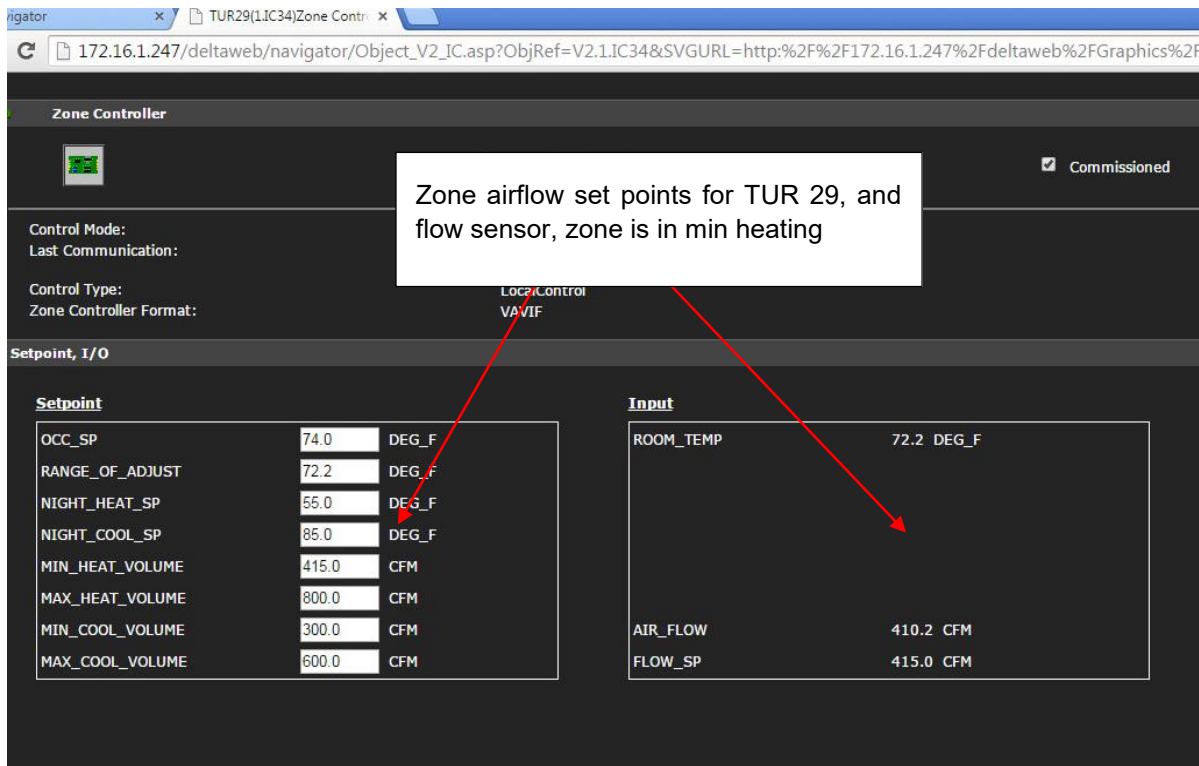 vigator
TUR29(1.IC34)Zone Contr
172.16.1.247/deltaweb/navigator/Object_V2_IC.asp?ObjRef=V2.1.IC34&SVGURL=http:%2F%2F172.16.1.247%2Fdeltaweb%2FGraphics%2F
Zone Controller
Commissioned
Zone airflow set points for TUR 29, and
flow sensor, zone is in min heating
Control Mode:
Last Communication:
Control Type: LocalControl
Zone Controller Format: VAVIF
Setpoint, I/O
Setpoint
OCC_SP 74.0 DEG_F
RANGE_OF_ADJUST 72.2 DEG_F
NIGHT_HEAT_SP 55.0 DEG_F
NIGHT_COOL_SP 85.0 DEG_F
MIN_HEAT_VOLUME 415.0 CFM
MAX_HEAT_VOLUME 800.0 CFM
MIN_COOL_VOLUME 300.0 CFM
MAX_COOL_VOLUME 600.0 CFM
Input
ROOM_TEMP 72.2 DEG_F
AIR_FLOW 410.2 CFM
FLOW_SP 415.0 CFM